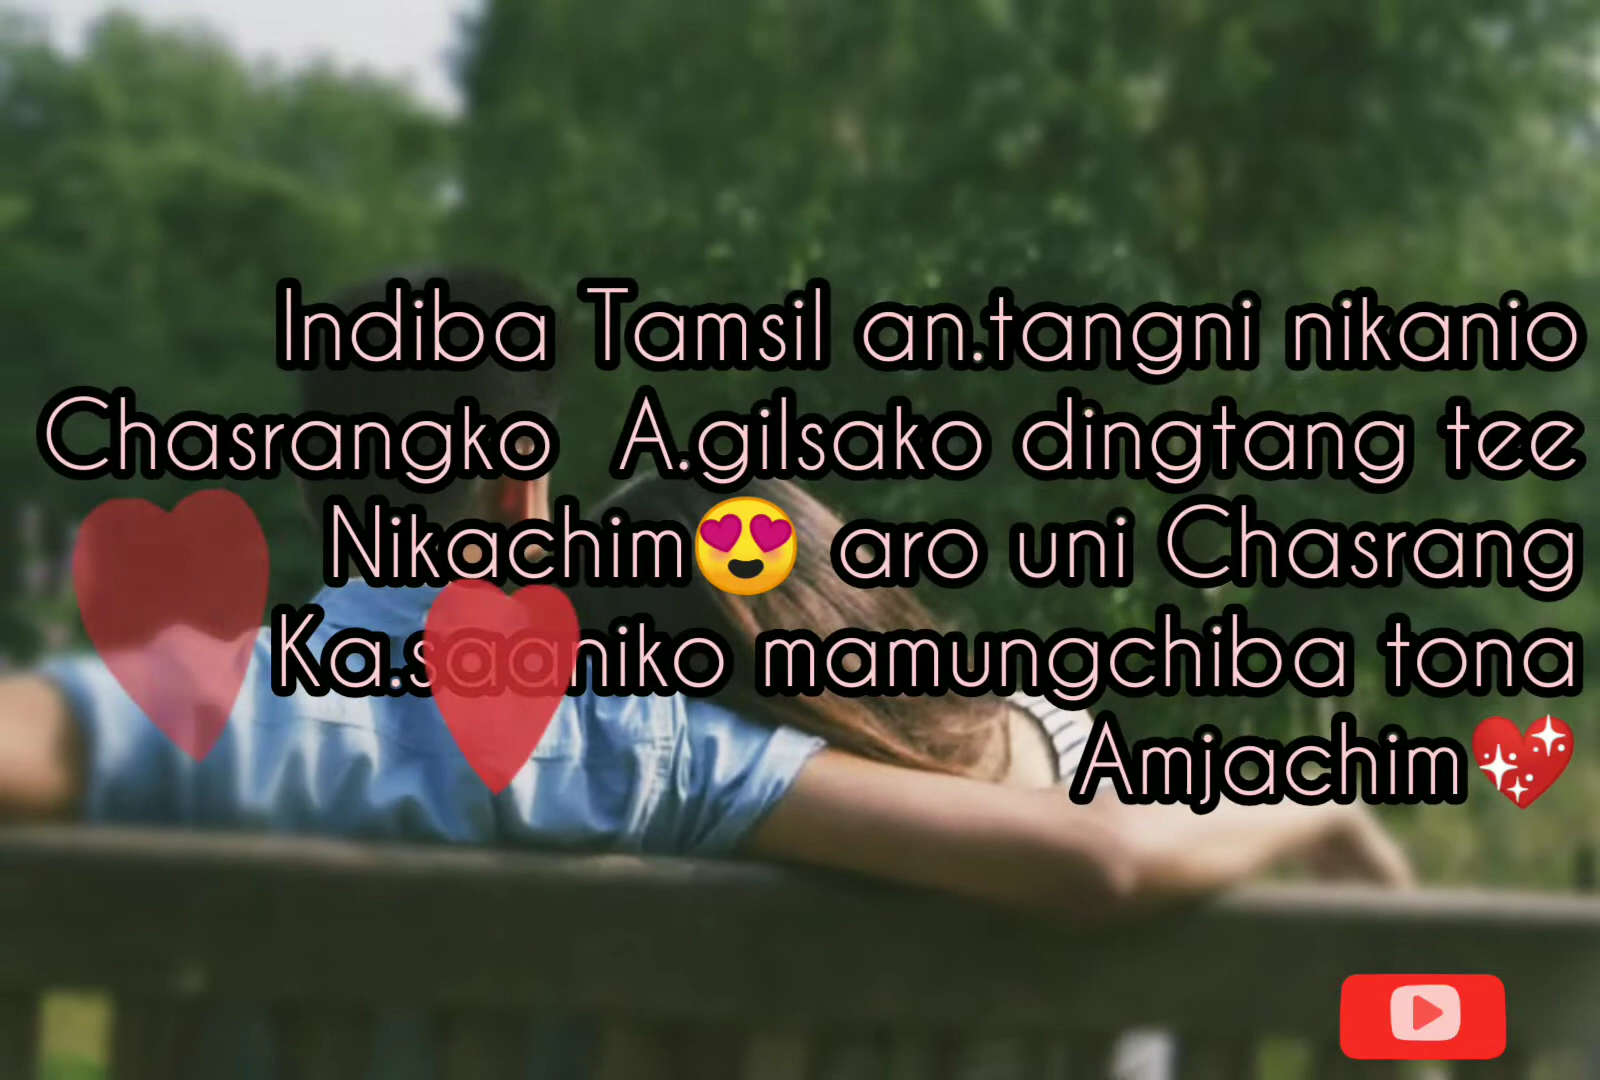 Indiba Tamsil an.tangni nikanio
Chasrangko A.gilsako dingtang tee
Nikachim😍 aro uni Chasrang
Ka.saaniko mamungchiba tona
Amjachim💖